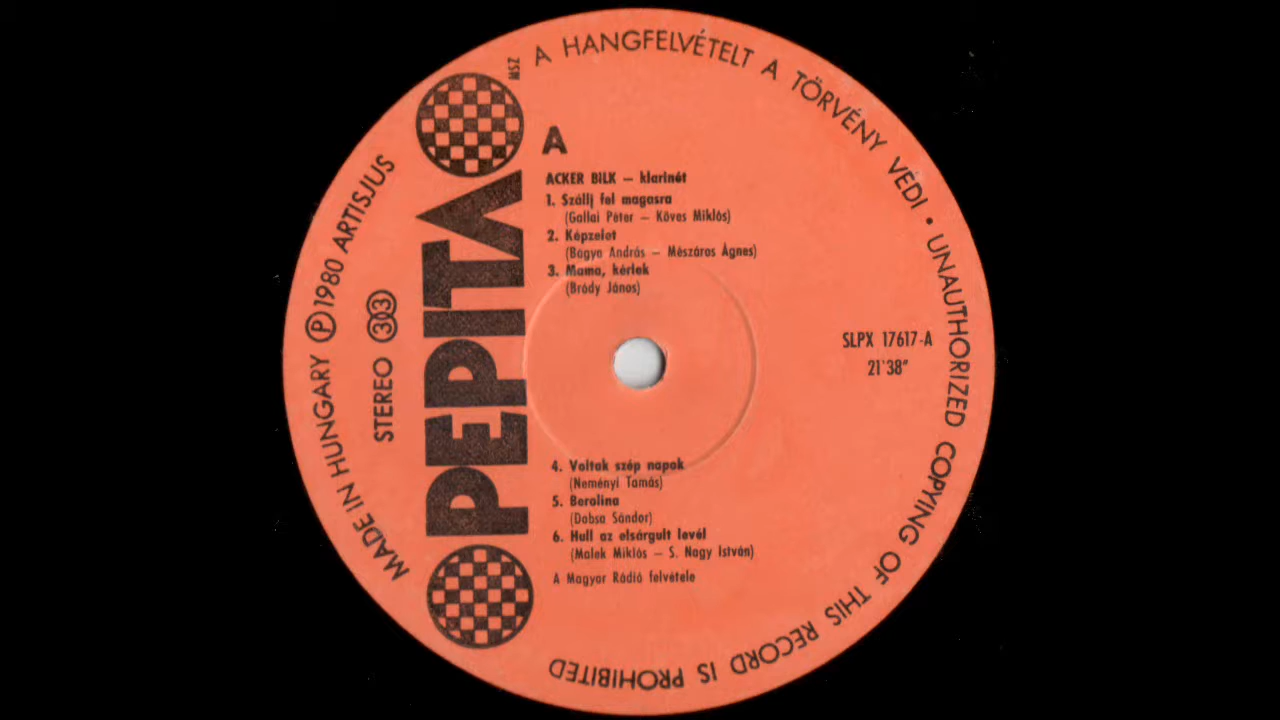 A HANGFELVÉTELT A TÖRVÉNY VÉDI • UNAUTHORIZED COPYING OF THIS RECORD IS PROHIBITED
MADE IN HUNGARY Ⓟ 1980 ARTISJUS
STEREO 33
PEPITA
MSZ
A
ACKER BILK — klarinét
1. Szállj fel magasra
(Gallai Péter — Köves Miklós)
2. Képzelet
(Bagya András — Mészáros Ágnes)
3. Mama, kérlek
(Bródy János)
SLPX 17617-A
21'38"
4. Voltak szép napok
(Neményi Tamás)
5. Berolina
(Dobsa Sándor)
6. Hull az elsárgult levél
(Malek Miklós — S. Nagy István)
A Magyar Rádió felvétele